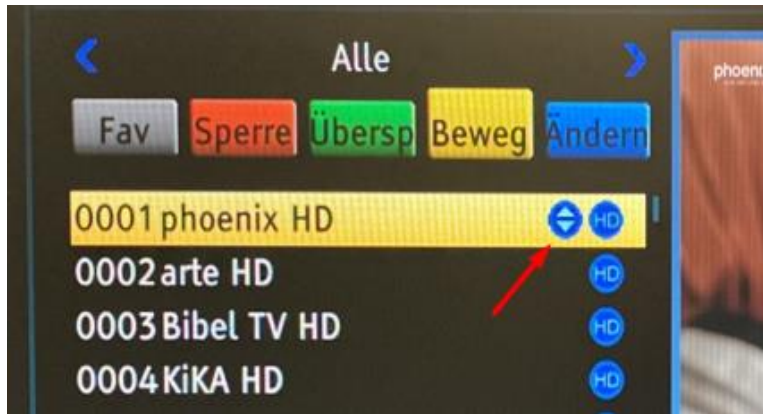 Alle
phoeni
Fav Sperre Übersp Beweg Ändern
0001 phoenix HD HD
0002 arte HD HD
0003 Bibel TV HD HD
0004 KiKA HD HD